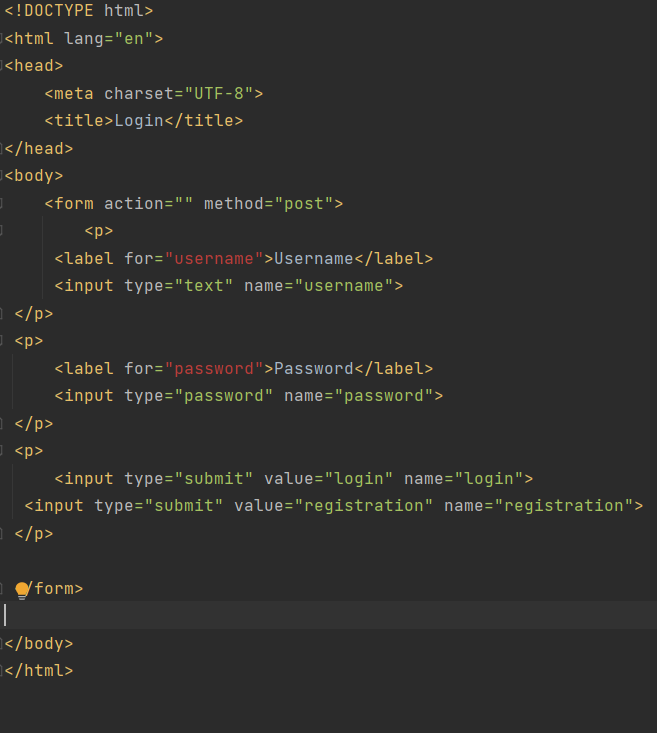 <!DOCTYPE html>
<html lang="en">
<head>
    <meta charset="UTF-8">
    <title>Login</title>
</head>
<body>
    <form action="" method="post">
        <p>
     <label for="username">Username</label>
     <input type="text" name="username">
 </p>
 <p>
     <label for="password">Password</label>
     <input type="password" name="password">
 </p>
 <p>
     <input type="submit" value="login" name="login">
  <input type="submit" value="registration" name="registration">
 </p>
 /form>
</body>
</html>